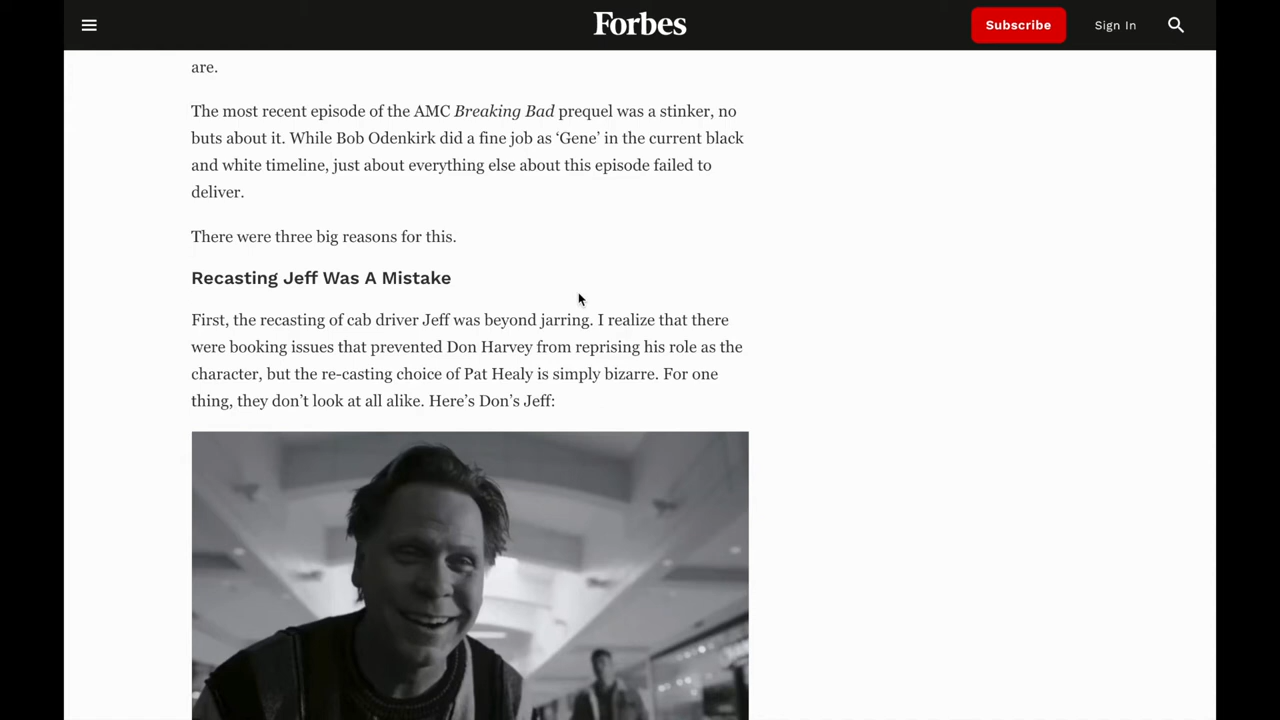 Forbes
Subscribe
Sign In
are.
The most recent episode of the AMC Breaking Bad prequel was a stinker, no
buts about it. While Bob Odenkirk did a fine job as ‘Gene’ in the current black
and white timeline, just about everything else about this episode failed to
deliver.
There were three big reasons for this.
Recasting Jeff Was A Mistake
First, the recasting of cab driver Jeff was beyond jarring. I realize that there
were booking issues that prevented Don Harvey from reprising his role as the
character, but the re-casting choice of Pat Healy is simply bizarre. For one
thing, they don’t look at all alike. Here’s Don’s Jeff: